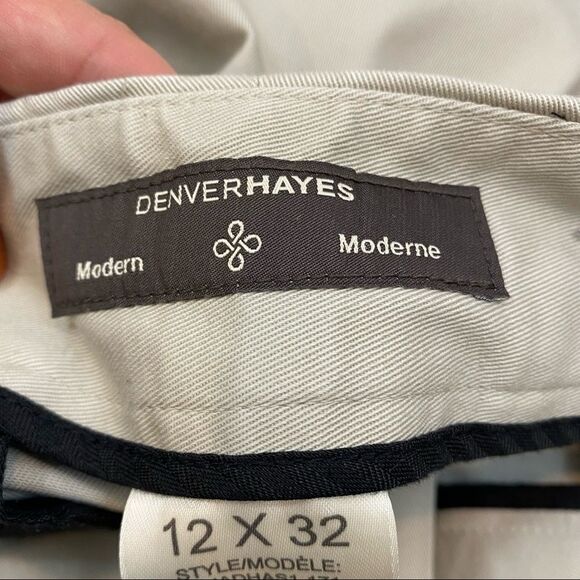 DENVERHAYES
Modern Moderne
12 X 32
STYLE/MODÈLE: